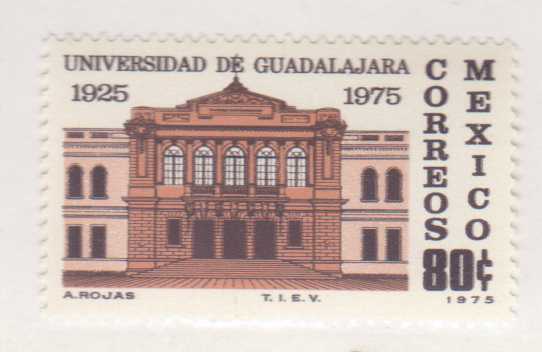 UNIVERSIDAD DE GUADALAJARA
1925 1975
CORREOS
MEXICO
80¢
A.ROJAS T.I.E.V. 1975